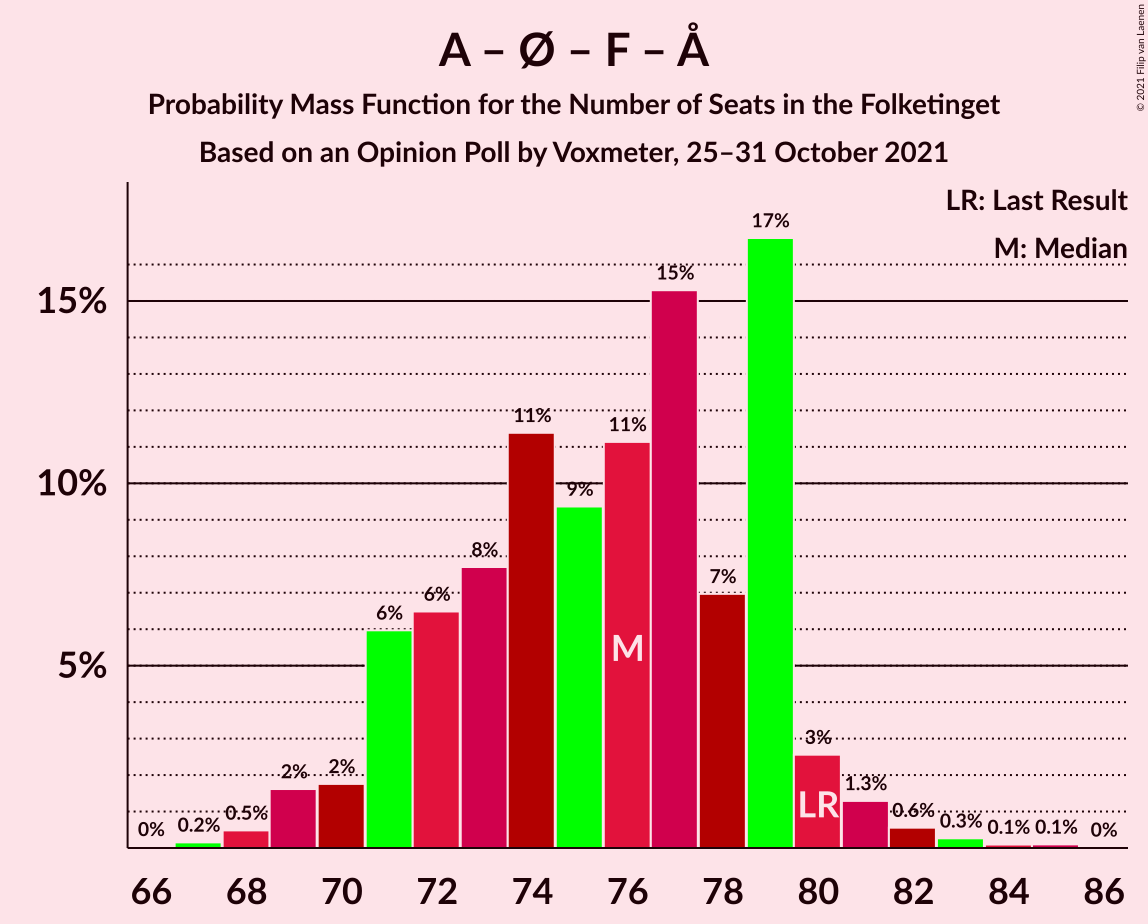 A – Ø – F – Å
Probability Mass Function for the Number of Seats in the Folketinget
Based on an Opinion Poll by Voxmeter, 25–31 October 2021
© 2021 Filip van Laenen
LR: Last Result
M: Median
15%
10%
5%
0%
0.2%
0.5%
2%
2%
6%
6%
8%
11%
9%
11%
15%
7%
17%
3%
1.3%
0.6%
0.3%
0.1%
0.1%
0%
M
LR
66 68 70 72 74 76 78 80 82 84 86